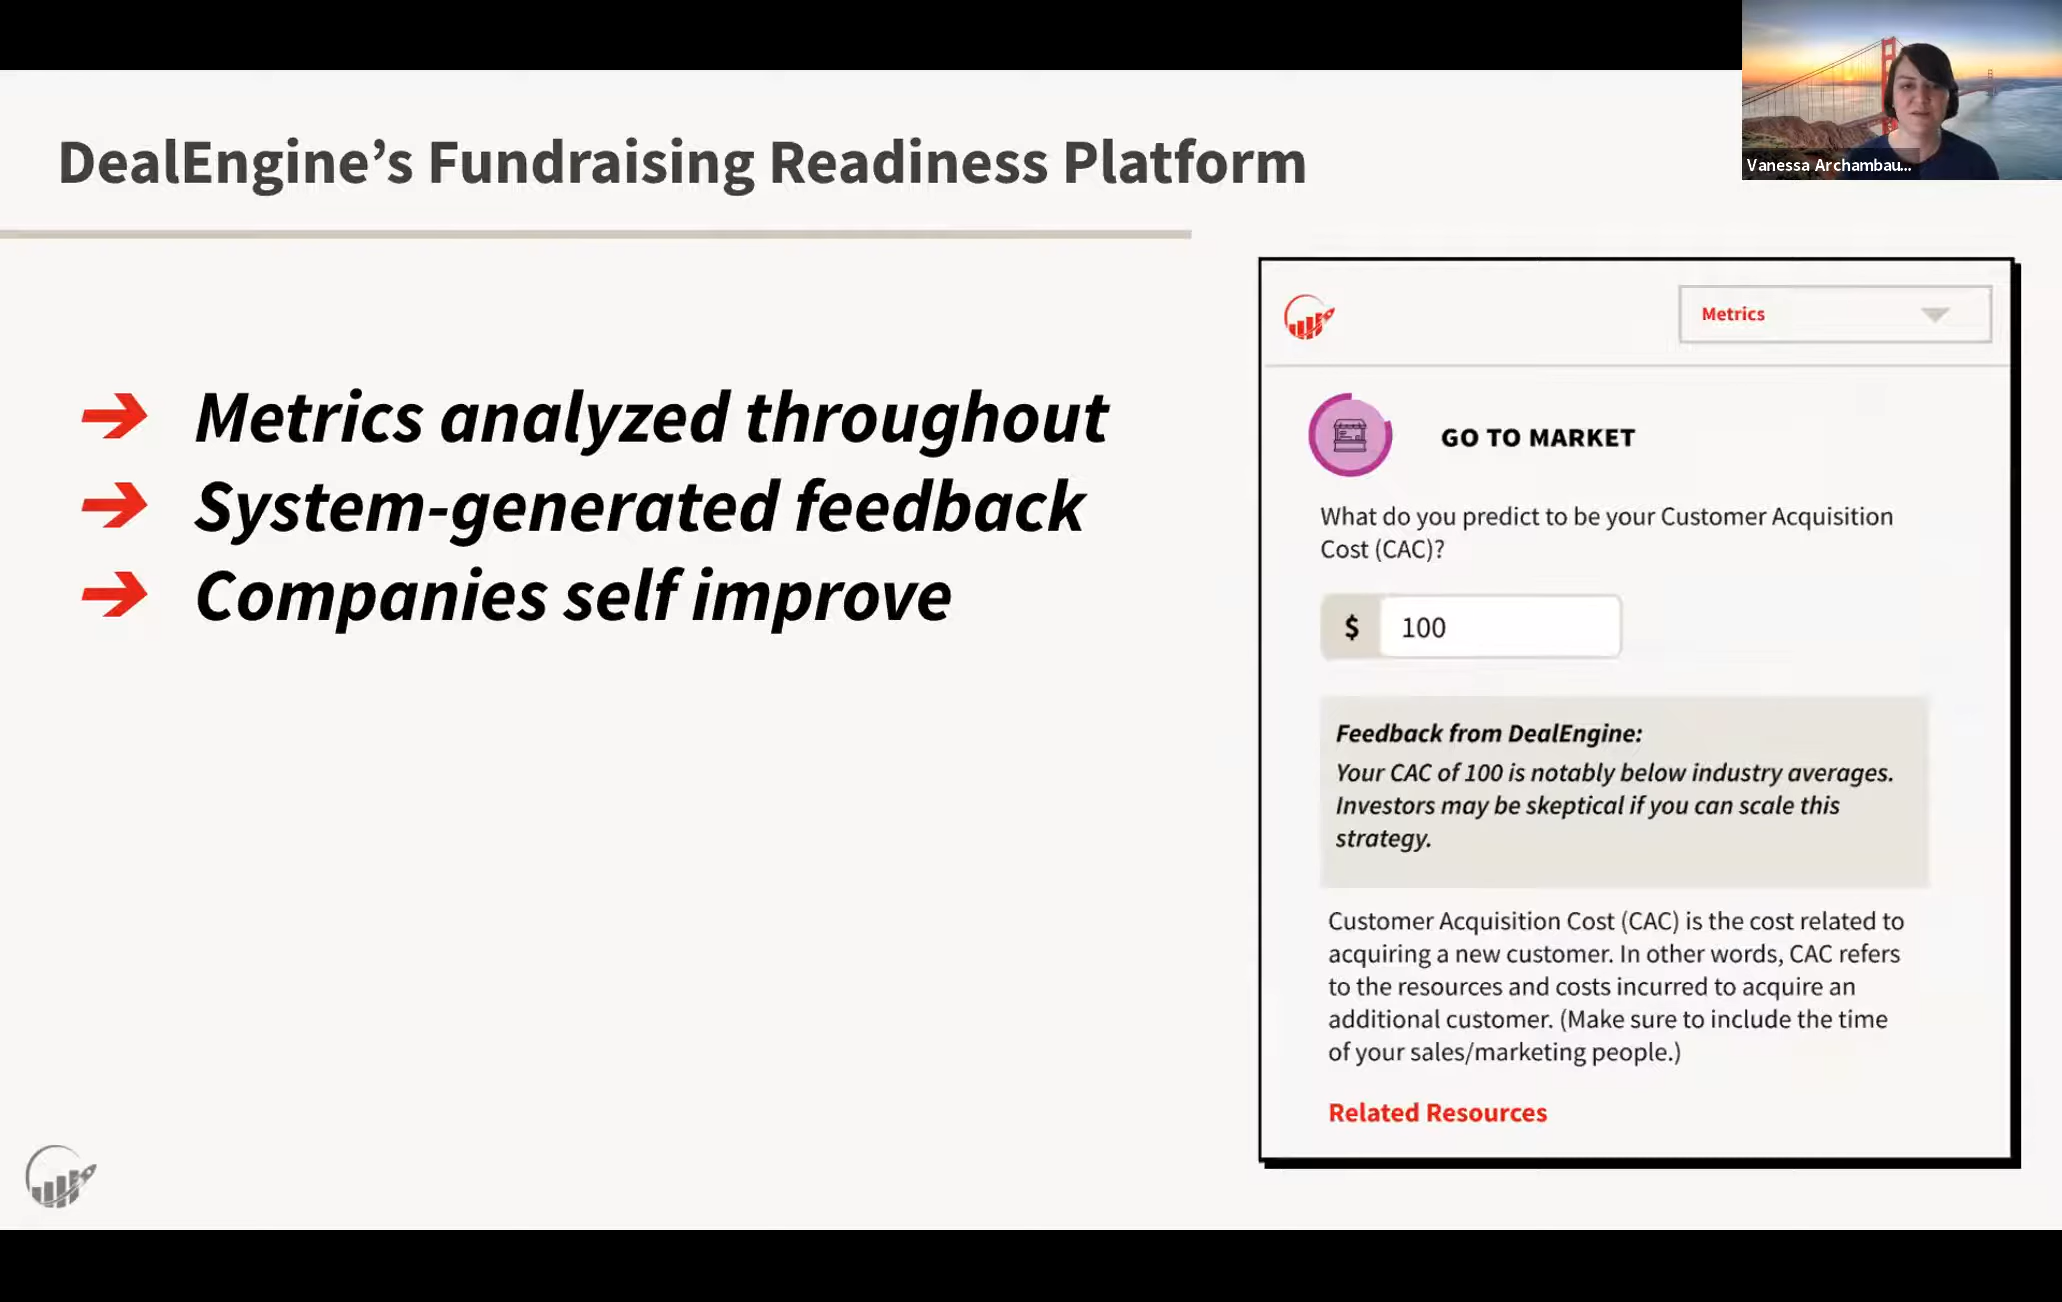 Vanessa Archambau...
DealEngine’s Fundraising Readiness Platform
➔ Metrics analyzed throughout
➔ System-generated feedback
➔ Companies self improve
Metrics
GO TO MARKET
What do you predict to be your Customer Acquisition
Cost (CAC)?
$ 100
Feedback from DealEngine:
Your CAC of 100 is notably below industry averages.
Investors may be skeptical if you can scale this
strategy.
Customer Acquisition Cost (CAC) is the cost related to
acquiring a new customer. In other words, CAC refers
to the resources and costs incurred to acquire an
additional customer. (Make sure to include the time
of your sales/marketing people.)
Related Resources